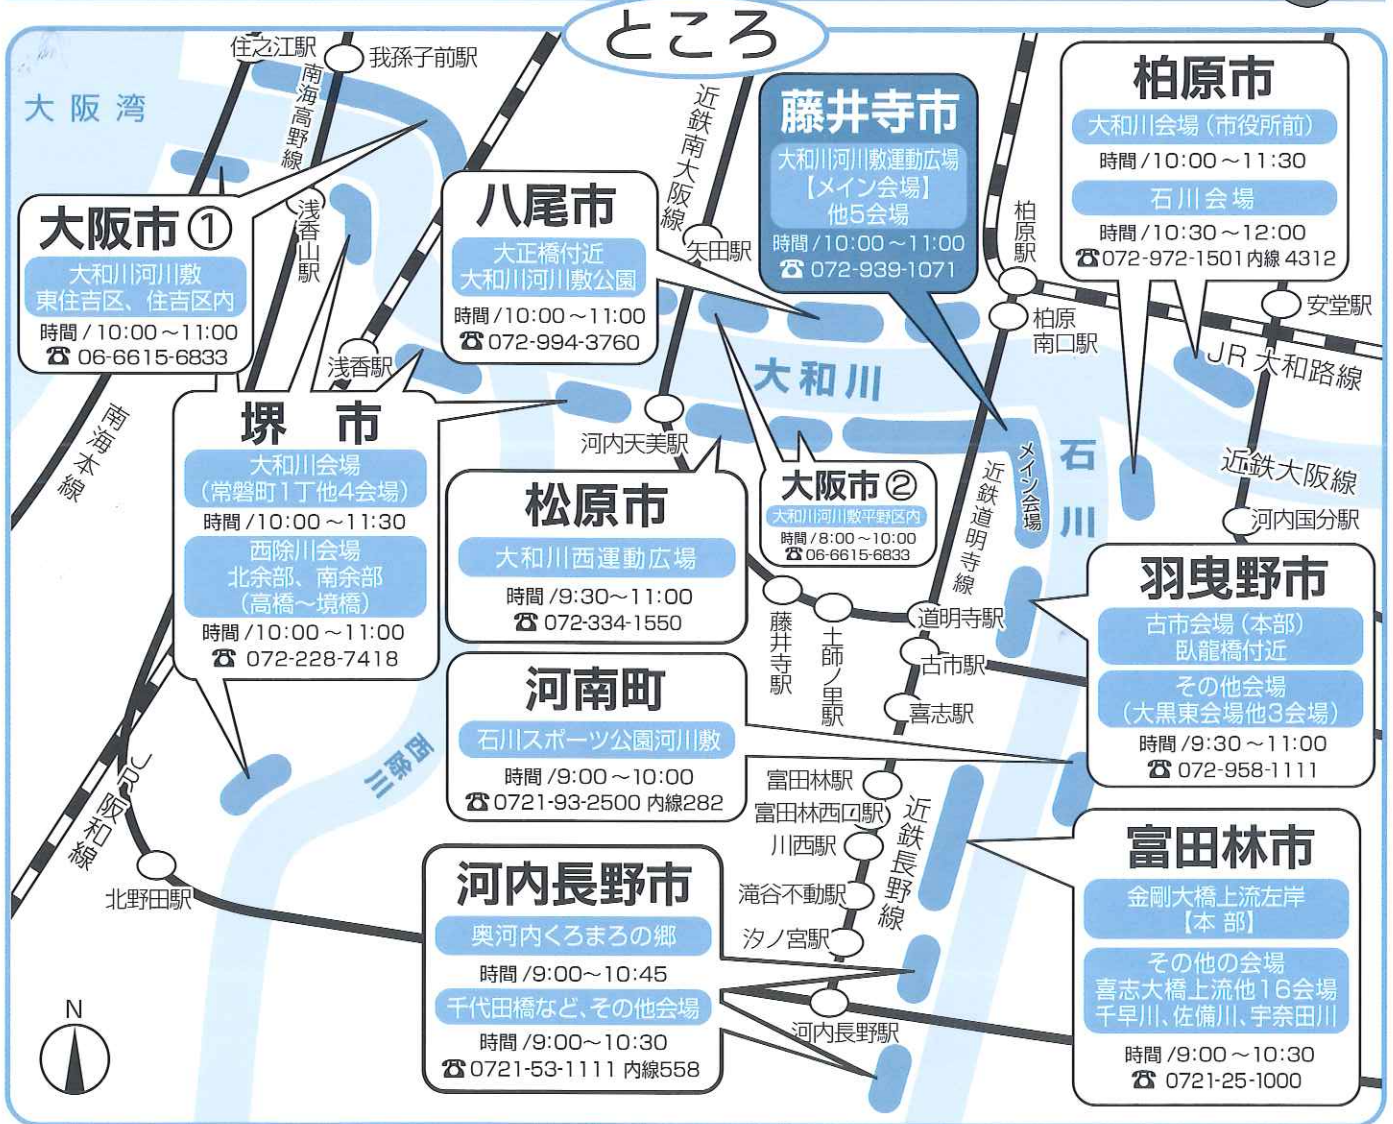 ところ
住之江駅
我孫子前駅
大阪湾
南海高野線
近鉄南大阪線
大阪市①
大和川河川敷
東住吉区、住吉区内
時間/10:00〜11:00
☎ 06-6615-6833
浅香山駅
八尾市
大正橋付近
大和川河川敷公園
時間/10:00〜11:00
☎072-994-3760
矢田駅
藤井寺市
大和川河川敷運動広場
【メイン会場】
他5会場
時間/10:00〜11:00
☎ 072-939-1071
柏原駅
柏原
南口駅
柏原市
大和川会場(市役所前)
時間/10:00〜11:30
石川会場
時間/10:30〜12:00
☎072-972-1501内線4312
安堂駅
JR大和路線
浅香駅
南海本線
大和川
堺 市
大和川会場
(常磐町1丁他4会場)
時間/10:00〜11:30
西除川会場
北余部、南余部
(高橋〜境橋)
時間/10:00〜11:00
☎ 072-228-7418
河内天美駅
松原市
大和川西運動広場
時間/9:30〜11:00
☎ 072-334-1550
大阪市②
大和川河川敷平野区内
時間/8:00〜10:00
☎06-6615-6833
近鉄道明寺線
メイン会場
石川
近鉄大阪線
河内国分駅
藤井寺駅
土師ノ里駅
道明寺駅
古市駅
喜志駅
羽曳野市
古市会場(本部)
臥龍橋付近
その他会場
(大黒東会場他3会場)
時間/9:30〜11:00
☎ 072-958-1111
河南町
石川スポーツ公園河川敷
時間/9:00〜10:00
☎0721-93-2500 内線282
西除川
JR阪和線
北野田駅
富田林駅
富田林西口駅
川西駅
滝谷不動駅
汐ノ宮駅
近鉄長野線
河内長野駅
河内長野市
奥河内くろまろの郷
時間/9:00〜10:45
千代田橋など、その他会場
時間/9:00〜10:30
☎0721-53-1111 内線558
富田林市
金剛大橋上流左岸
【本 部】
その他の会場
喜志大橋上流他16会場
千早川、佐備川、宇奈田川
時間/9:00〜10:30
☎ 0721-25-1000
N